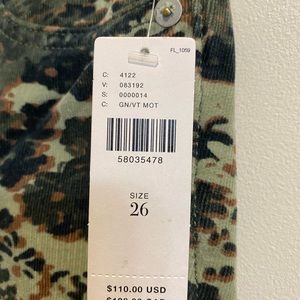 FL_1059
C: 4122
V: 083192
S: 0000014
C: GN/VT MOT
58035478
SIZE
26
$110.00 USD